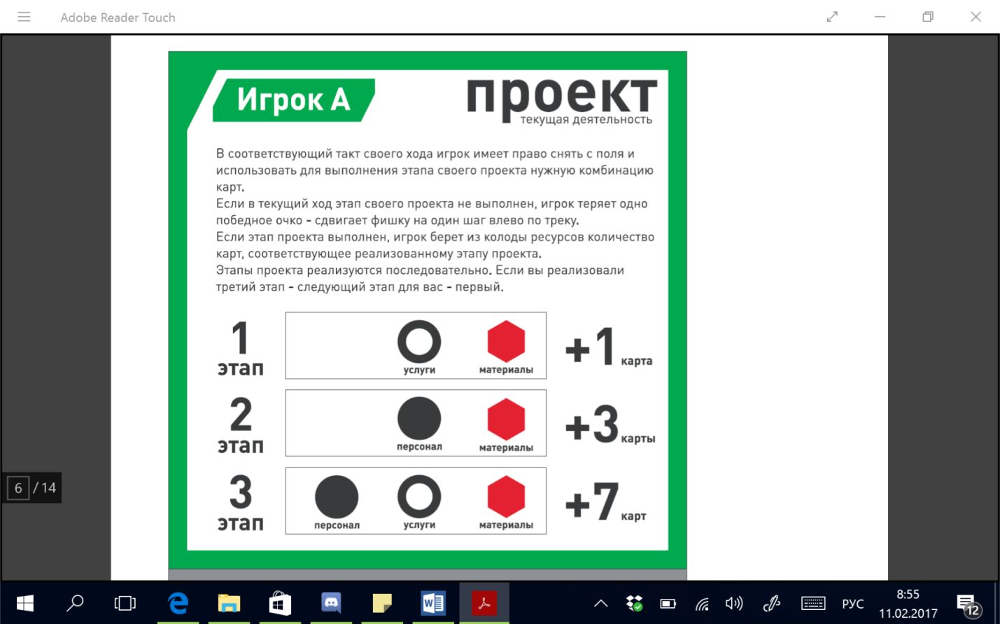 Adobe Reader Touch
Игрок А
проект
текущая деятельность
В соответствующий такт своего хода игрок имеет право снять с поля и
использовать для выполнения этапа своего проекта нужную комбинацию
карт.
Если в текущий ход этап своего проекта не выполнен, игрок теряет одно
победное очко - сдвигает фишку на один шаг влево по треку.
Если этап проекта выполнен, игрок берет из колоды ресурсов количество
карт, соответствующее реализованному этапу проекта.
Этапы проекта реализуются последовательно. Если вы реализовали
третий этап - следующий этап для вас - первый.
1 этап
услуги
материалы
+1 карта
2 этап
персонал
материалы
+3 карты
6 / 14
3 этап
персонал
услуги
материалы
+7 карт
РУС
8:55
11.02.2017
12